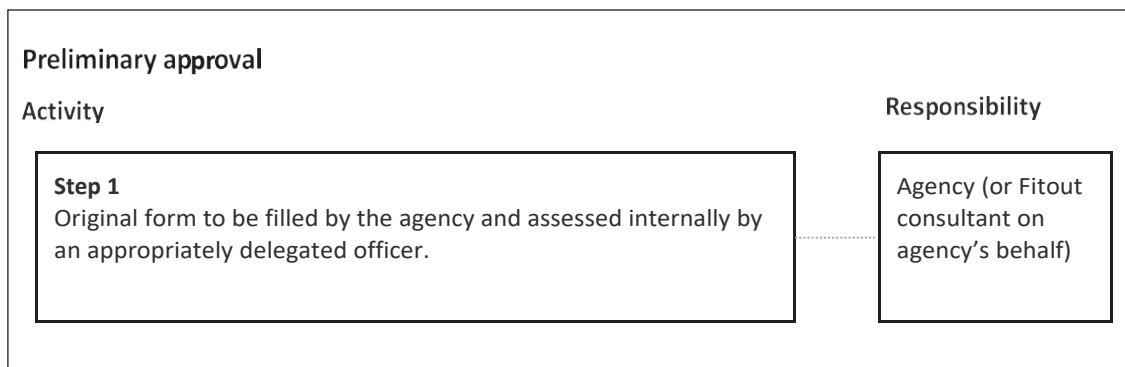 Preliminary approval
Activity
Responsibility
Step 1
Original form to be filled by the agency and assessed internally by
an appropriately delegated officer.
Agency (or Fitout
consultant on
agency’s behalf)